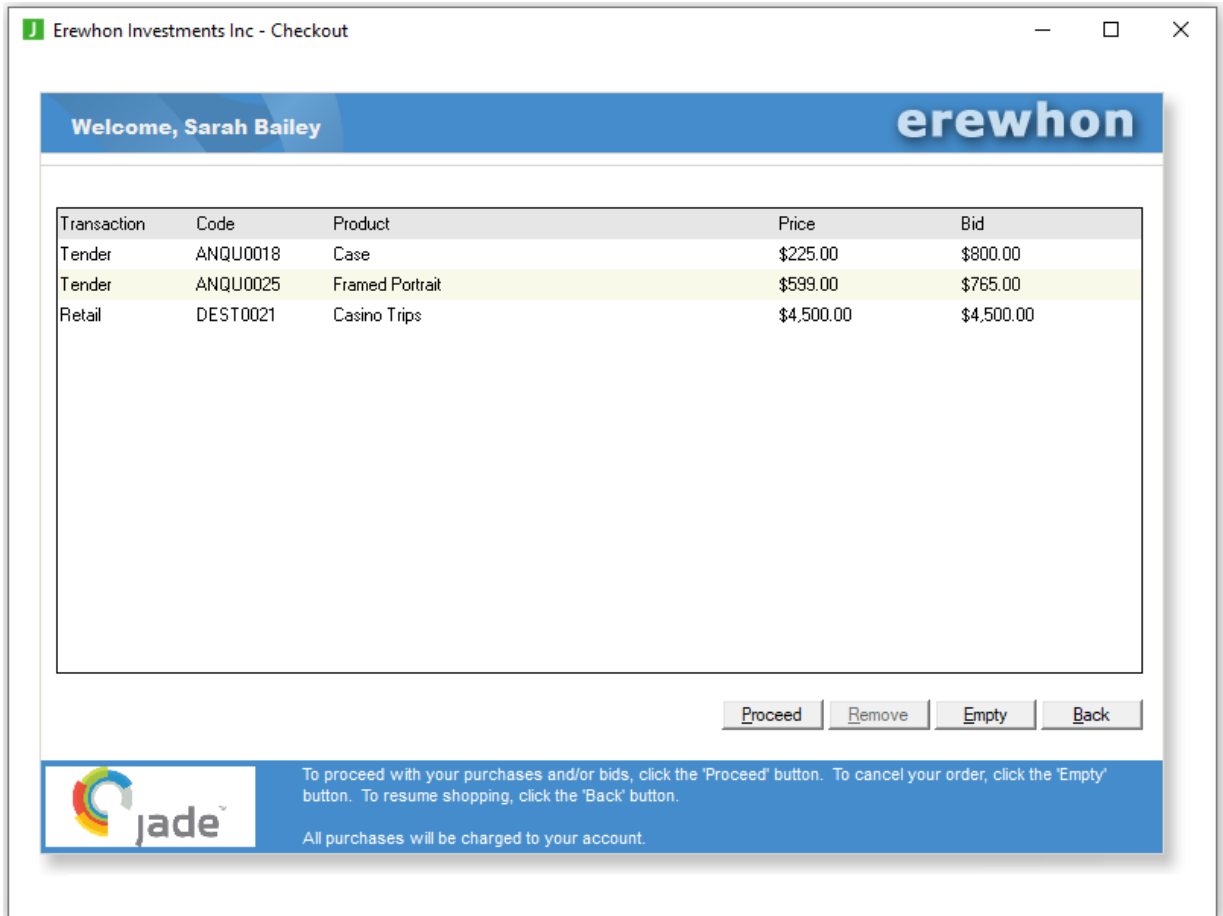 Erewhon Investments Inc - Checkout
Welcome, Sarah Bailey
erewhon
Transaction Code Product Price Bid
Tender ANQU0018 Case $225.00 $800.00
Tender ANQU0025 Framed Portrait $599.00 $765.00
Retail DEST0021 Casino Trips $4,500.00 $4,500.00
Proceed Remove Empty Back
jade™
To proceed with your purchases and/or bids, click the 'Proceed' button. To cancel your order, click the 'Empty'
button. To resume shopping, click the 'Back' button.
All purchases will be charged to your account.